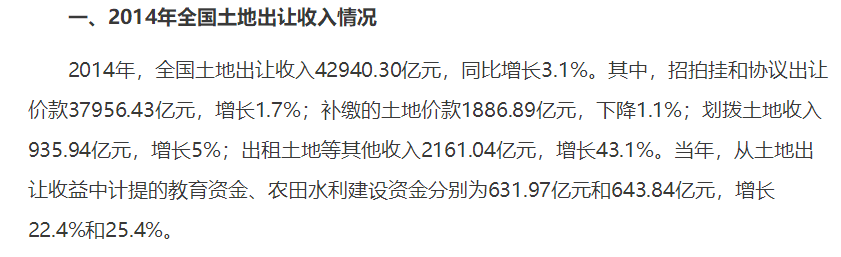 一、2014年全国土地出让收入情况
2014年，全国土地出让收入42940.30亿元，同比增长3.1%。其中，招拍挂和协议出让
价款37956.43亿元，增长1.7%；补缴的土地价款1886.89亿元，下降1.1%；划拨土地收入
935.94亿元，增长5%；出租土地等其他收入2161.04亿元，增长43.1%。当年，从土地出
让收益中计提的教育资金、农田水利建设资金分别为631.97亿元和643.84亿元，增长
22.4%和25.4%。